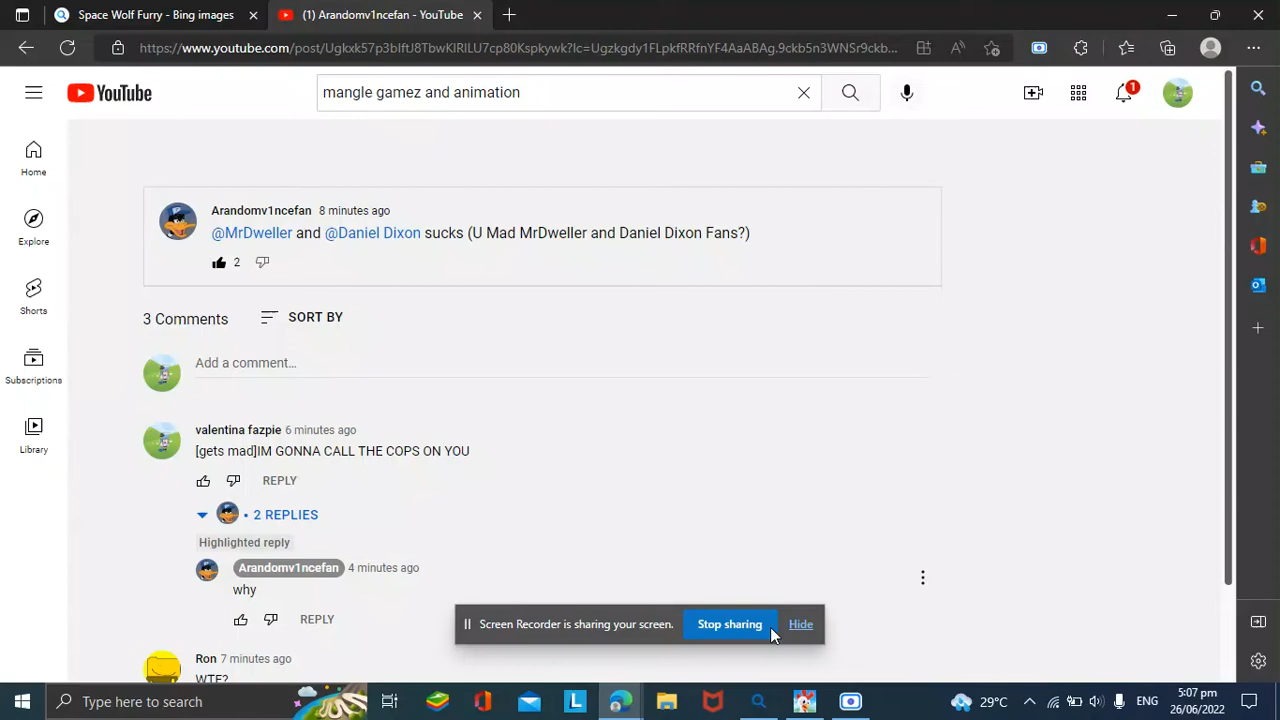 Space Wolf Furry - Bing images
(1) Arandomv1ncefan - YouTube
https://www.youtube.com/post/Ugkxk57p3bIftJ8TbwKlRILU7cp80Kspkywk?lc=Ugzkgdy1FLpkfRRfnYF4AaABAg.9ckb5n3WNSr9ckb...
YouTube
mangle gamez and animation
1
Home
Explore
Shorts
Subscriptions
Library
Arandomv1ncefan 8 minutes ago
@MrDweller and @Daniel Dixon sucks (U Mad MrDweller and Daniel Dixon Fans?)
2
3 Comments
SORT BY
Add a comment...
valentina fazpie 6 minutes ago
[gets mad]IM GONNA CALL THE COPS ON YOU
REPLY
• 2 REPLIES
Highlighted reply
Arandomv1ncefan 4 minutes ago
why
REPLY
Screen Recorder is sharing your screen.
Stop sharing
Hide
Ron 7 minutes ago
WTF?
Type here to search
L
29°C
ENG
5:07 pm
26/06/2022